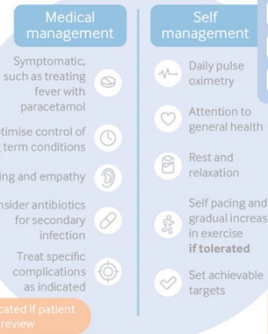 Medical
management
Symptomatic,
such as treating
fever with
paracetamol
timise control of
term conditions
ing and empathy
nsider antibiotics
for secondary
infection
Treat specific
complications
as indicated
cated if patient
review
Self
management
Daily pulse
oximetry
Attention to
general health
Rest and
relaxation
Self pacing and
gradual increas
in exercise
if tolerated
Set achievable
targets